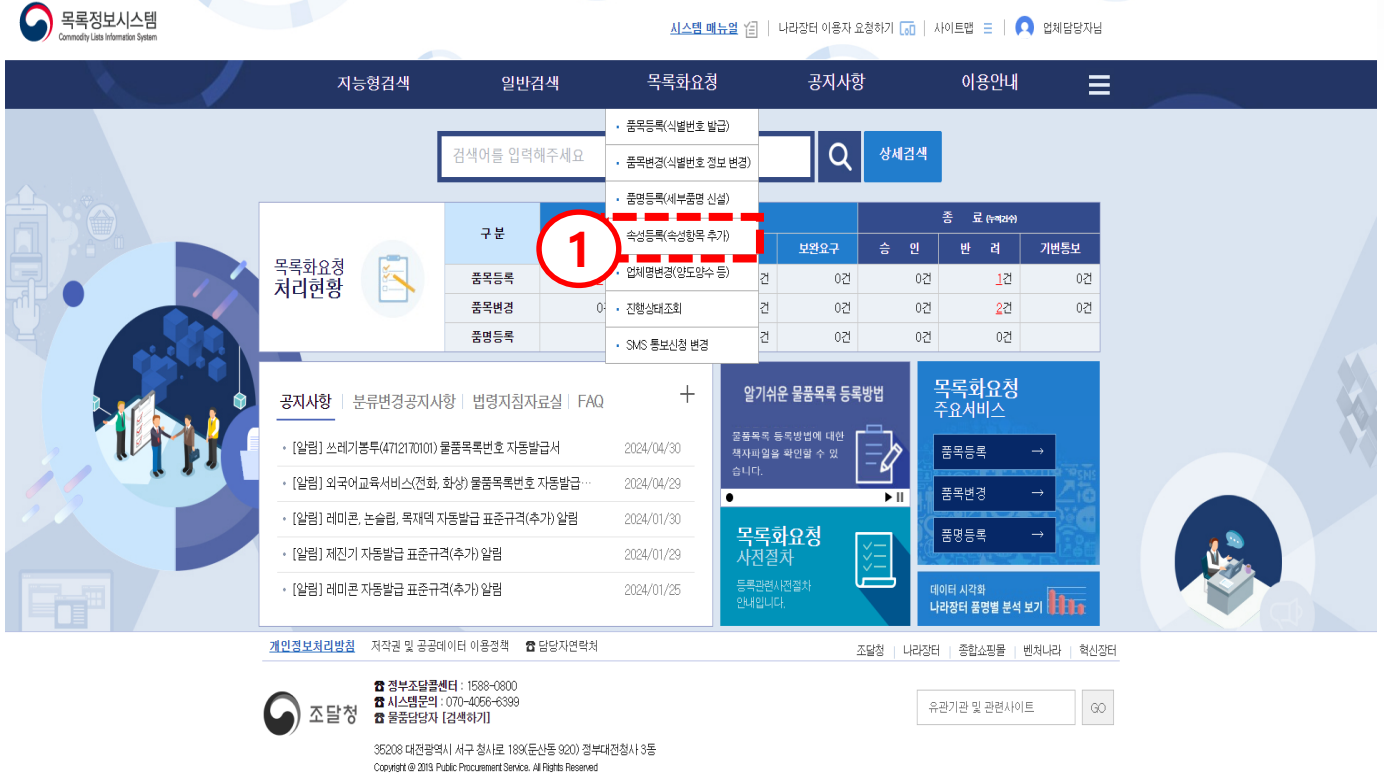 목록정보시스템
Commodity Lists Information System
시스템 매뉴얼 나라장터 이용자 요청하기 사이트맵 업체담당자님
지능형검색 일반검색 목록화요청 공지사항 이용안내
품목등록(식별번호 발급)
품목변경(식별번호 정보 변경)
품명등록(세부품명 신설)
속성등록(속성항목 추가)
업체명변경(양도양수 등)
진행상태조회
SMS 통보신청 변경
1
검색어를 입력해주세요
상세검색
목록화요청
처리현황
구분 종 료 (누적건수)
보완요구 승 인 반 려 기번통보
품목등록 건 0건 0건 1건 0건
품목변경 0 건 0건 0건 2건 0건
품명등록 건 0건 0건 0건
공지사항 분류변경공지사항 법령지침자료실 FAQ +
• [알림] 쓰레기봉투(4712170101) 물품목록번호 자동발급서 2024/04/30
• [알림] 외국어교육서비스(전화, 화상) 물품목록번호 자동발급… 2024/04/29
• [알림] 레미콘, 논슬립, 목재덱 자동발급 표준규격(추가) 알림 2024/01/30
• [알림] 제진기 자동발급 표준규격(추가) 알림 2024/01/29
• [알림] 레미콘 자동발급 표준규격(추가) 알림 2024/01/25
알기쉬운 물품목록 등록방법
물품목록 등록방법에 대한
책자파일을 확인할 수 있
습니다.
목록화요청
사전절차
등록관련사전절차
안내입니다.
목록화요청
주요서비스
품목등록 →
품목변경 →
품명등록 →
데이터 시각화
나라장터 품명별 분석 보기
개인정보처리방침 저작권 및 공공데이터 이용정책 ☎ 담당자연락처
조달청 나라장터 종합쇼핑몰 벤처나라 혁신장터
조달청
☎ 정부조달콜센터 : 1588-0800
☎ 시스템문의 : 070-4056-6399
☎ 물품담당자 [검색하기]
유관기관 및 관련사이트 GO
35208 대전광역시 서구 청사로 189(둔산동 920) 정부대전청사 3동
Copyright @ 2019. Public Procurement Service. All Rights Reserved